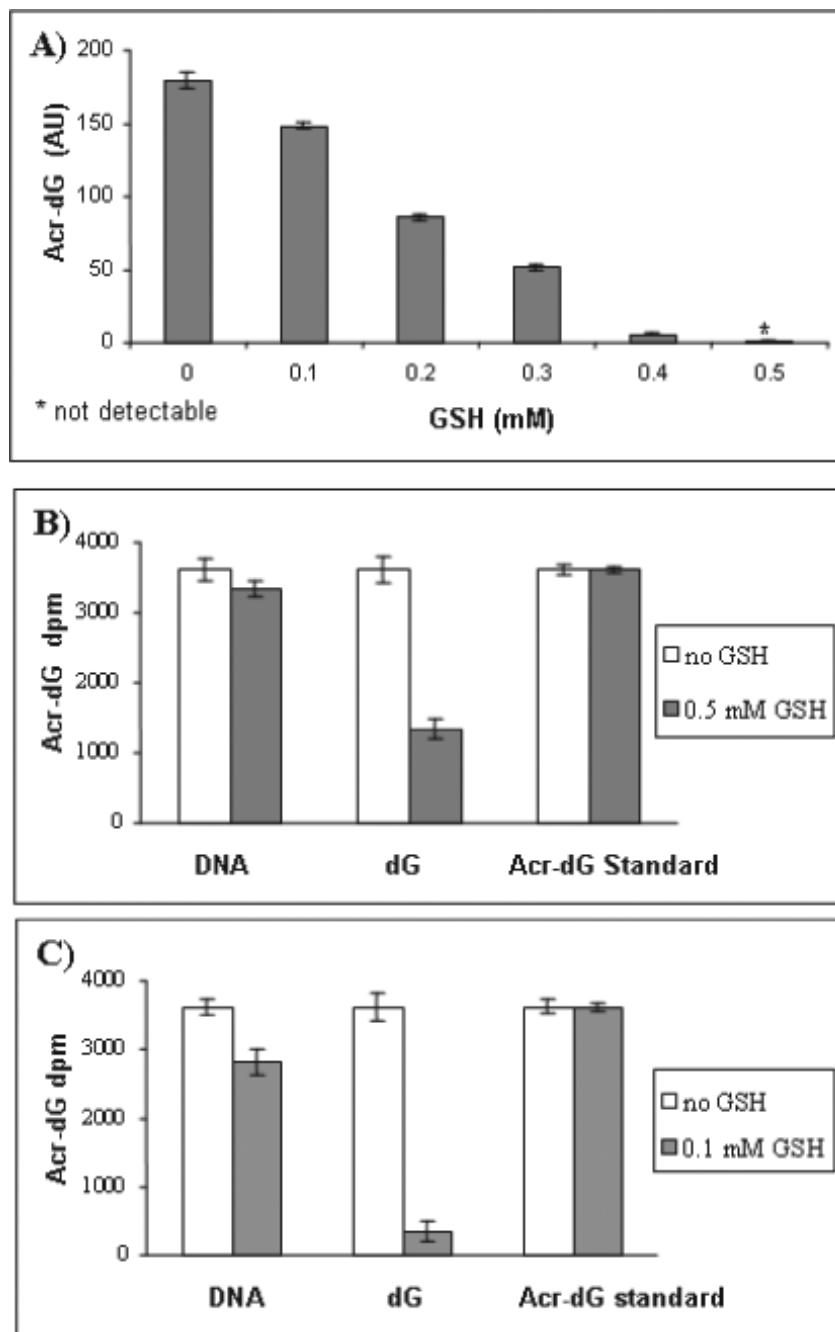 A)
200
150
100
50
0
Acr-dG (AU)
*
0 0.1 0.2 0.3 0.4 0.5
* not detectable
GSH (mM)
B)
4000
3000
2000
1000
0
Acr-dG dpm
DNA dG Acr-dG Standard
no GSH
0.5 mM GSH
C)
4000
3000
2000
1000
0
Acr-dG dpm
DNA dG Acr-dG standard
no GSH
0.1 mM GSH